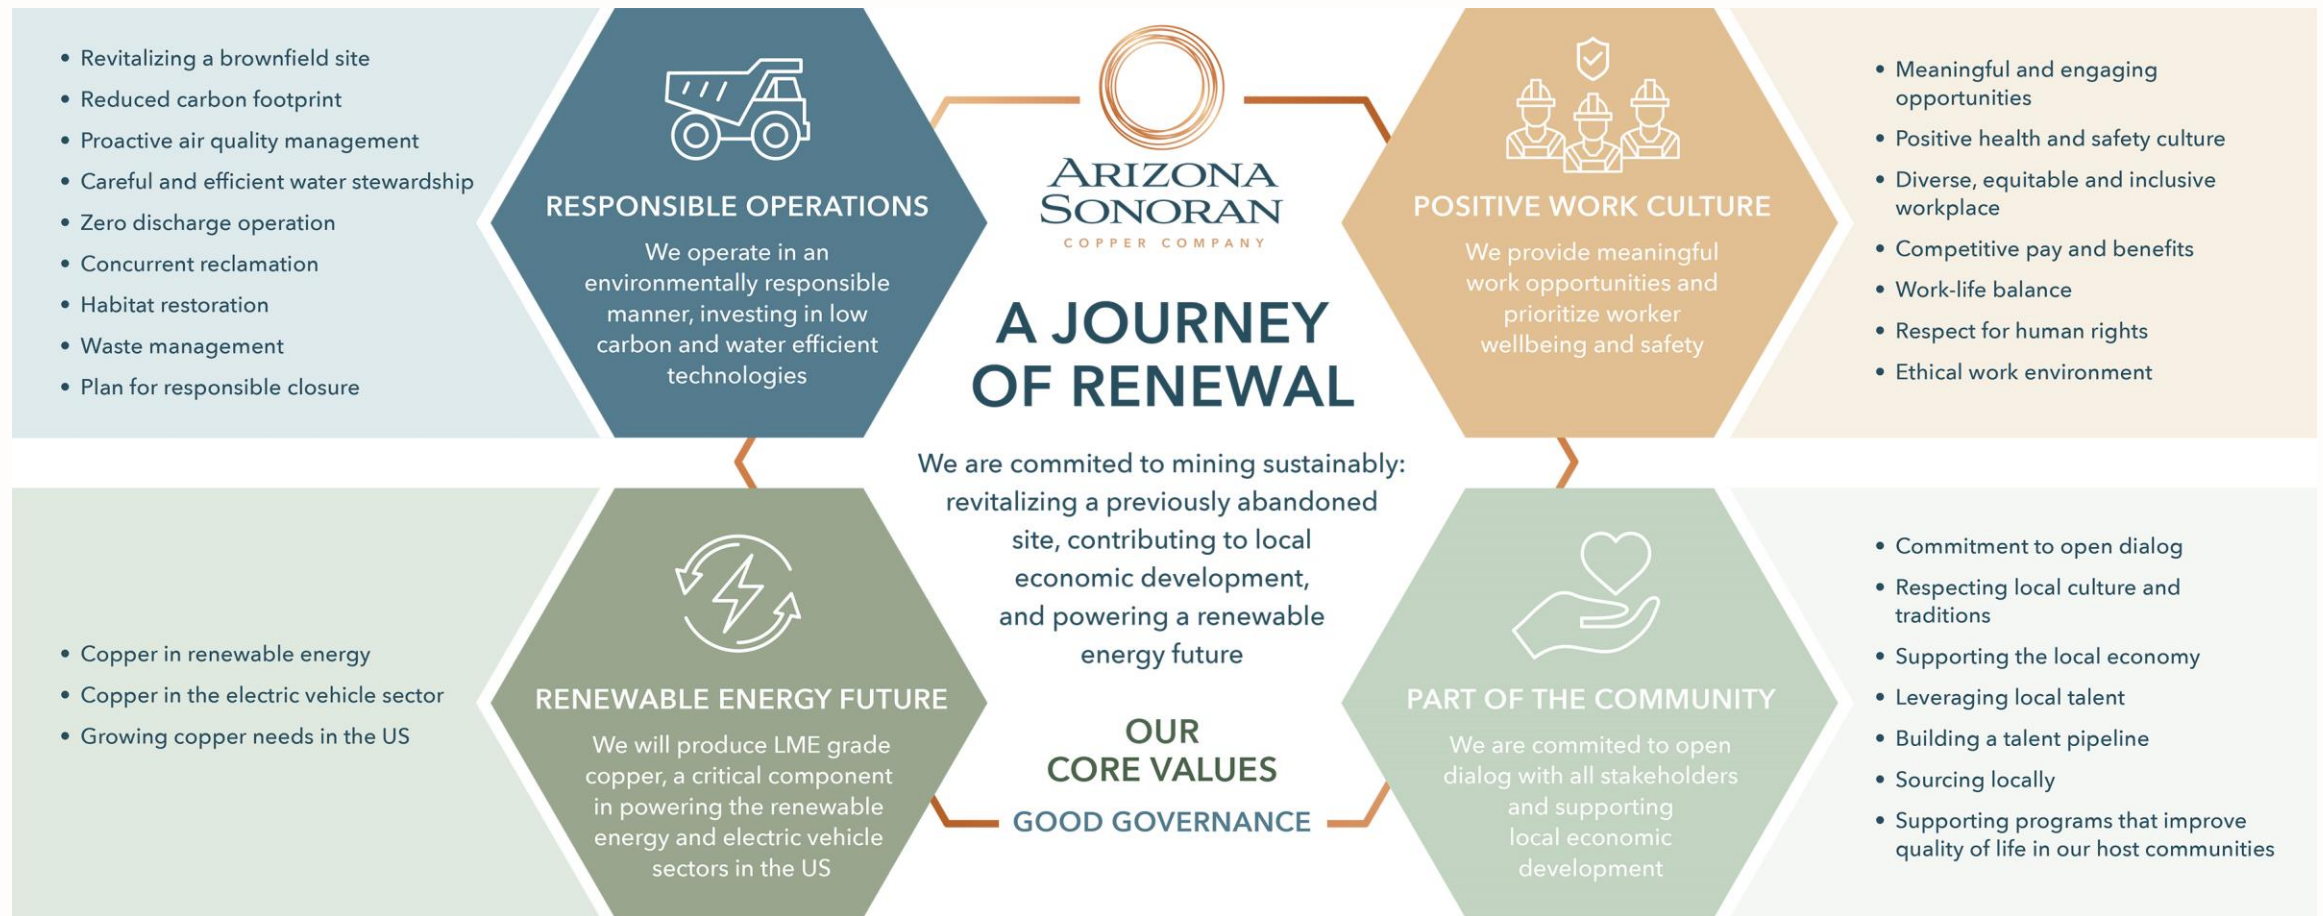 • Revitalizing a brownfield site
• Reduced carbon footprint
• Proactive air quality management
• Careful and efficient water stewardship
• Zero discharge operation
• Concurrent reclamation
• Habitat restoration
• Waste management
• Plan for responsible closure
RESPONSIBLE OPERATIONS
We operate in an
environmentally responsible
manner, investing in low
carbon and water efficient
technologies
ARIZONA
SONORAN
COPPER COMPANY
A JOURNEY
OF RENEWAL
We are commited to mining sustainably:
revitalizing a previously abandoned
site, contributing to local
economic development,
and powering a renewable
energy future
OUR
CORE VALUES
GOOD GOVERNANCE
POSITIVE WORK CULTURE
We provide meaningful
work opportunities and
prioritize worker
wellbeing and safety
• Meaningful and engaging
opportunities
• Positive health and safety culture
• Diverse, equitable and inclusive
workplace
• Competitive pay and benefits
• Work-life balance
• Respect for human rights
• Ethical work environment
• Copper in renewable energy
• Copper in the electric vehicle sector
• Growing copper needs in the US
RENEWABLE ENERGY FUTURE
We will produce LME grade
copper, a critical component
in powering the renewable
energy and electric vehicle
sectors in the US
PART OF THE COMMUNITY
We are commited to open
dialog with all stakeholders
and supporting
local economic
development
• Commitment to open dialog
• Respecting local culture and
traditions
• Supporting the local economy
• Leveraging local talent
• Building a talent pipeline
• Sourcing locally
• Supporting programs that improve
quality of life in our host communities